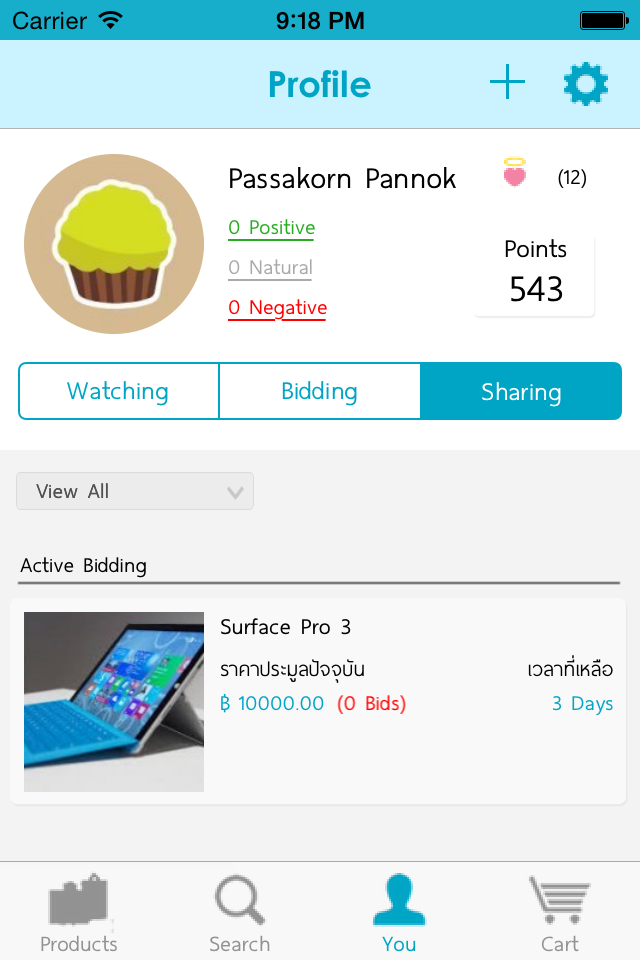 Carrier 9:18 PM
Profile
Passakorn Pannok (12)
0 Positive
0 Natural
0 Negative
Points
543
Watching Bidding Sharing
View All
Active Bidding
Surface Pro 3
ราคาประมูลปัจจุบัน เวลาที่เหลือ
฿ 10000.00 (0 Bids) 3 Days
Products Search You Cart